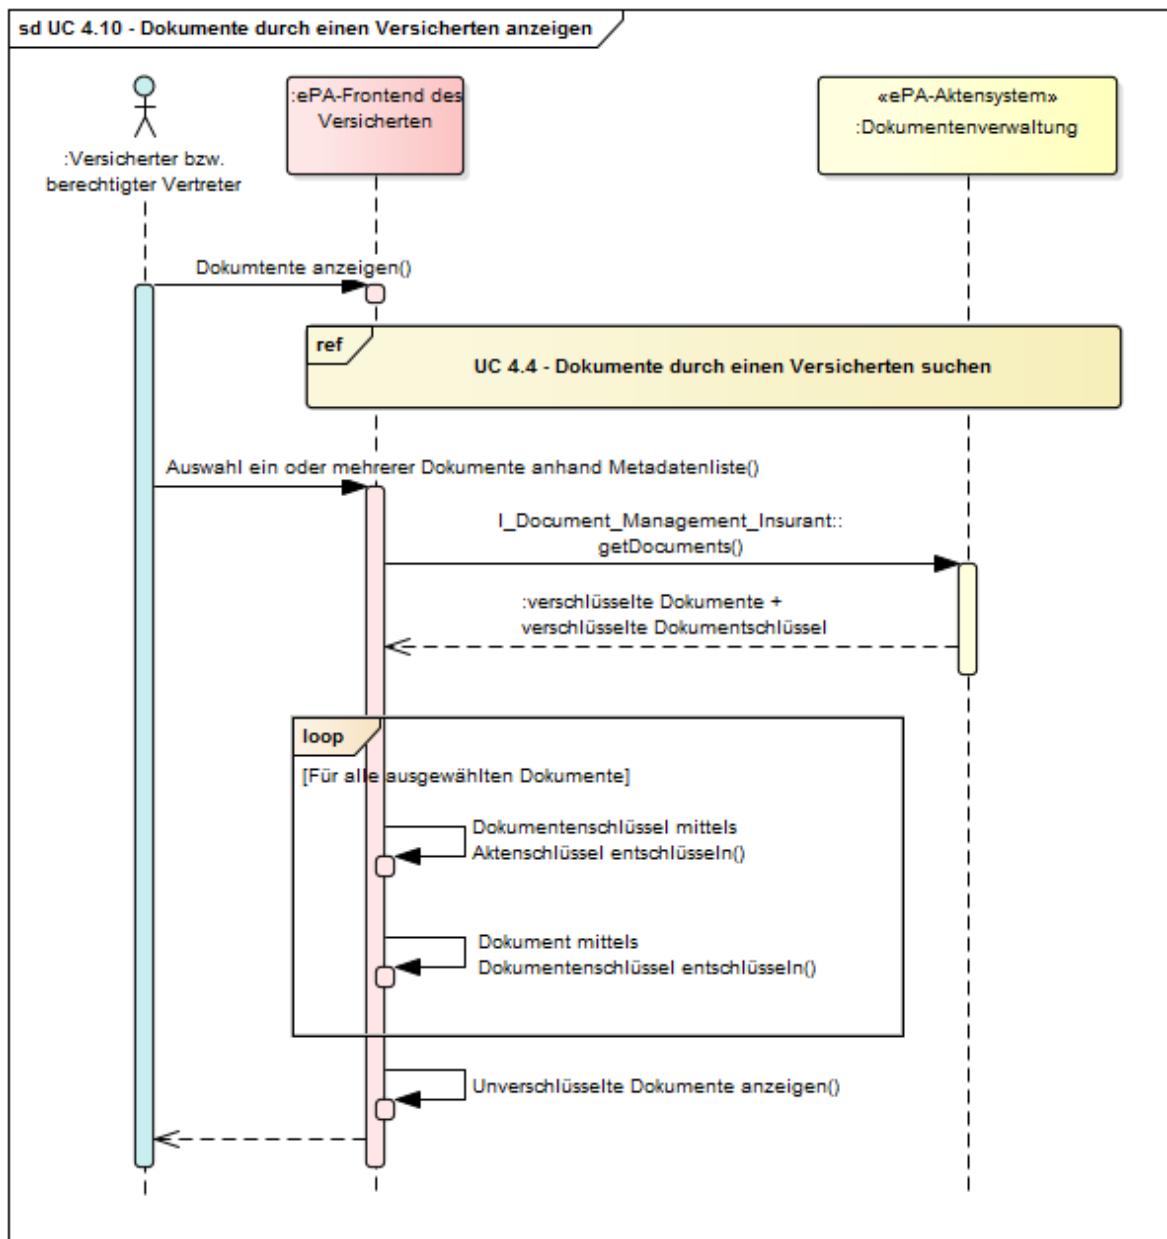 sd UC 4.10 - Dokumente durch einen Versicherten anzeigen
:Versicherter bzw.
berechtigter Vertreter
:ePA-Frontend des
Versicherten
«ePA-Aktensystem»
:Dokumentenverwaltung
Dokumtente anzeigen()
ref
UC 4.4 - Dokumente durch einen Versicherten suchen
Auswahl ein oder mehrerer Dokumente anhand Metadatenliste()
I_Document_Management_Insurant::
getDocuments()
:verschlüsselte Dokumente +
verschlüsselte Dokumentschlüssel
loop
[Für alle ausgewählten Dokumente]
Dokumentenschlüssel mittels
Aktenschlüssel entschlüsseln()
Dokument mittels
Dokumentenschlüssel entschlüsseln()
Unverschlüsselte Dokumente anzeigen()